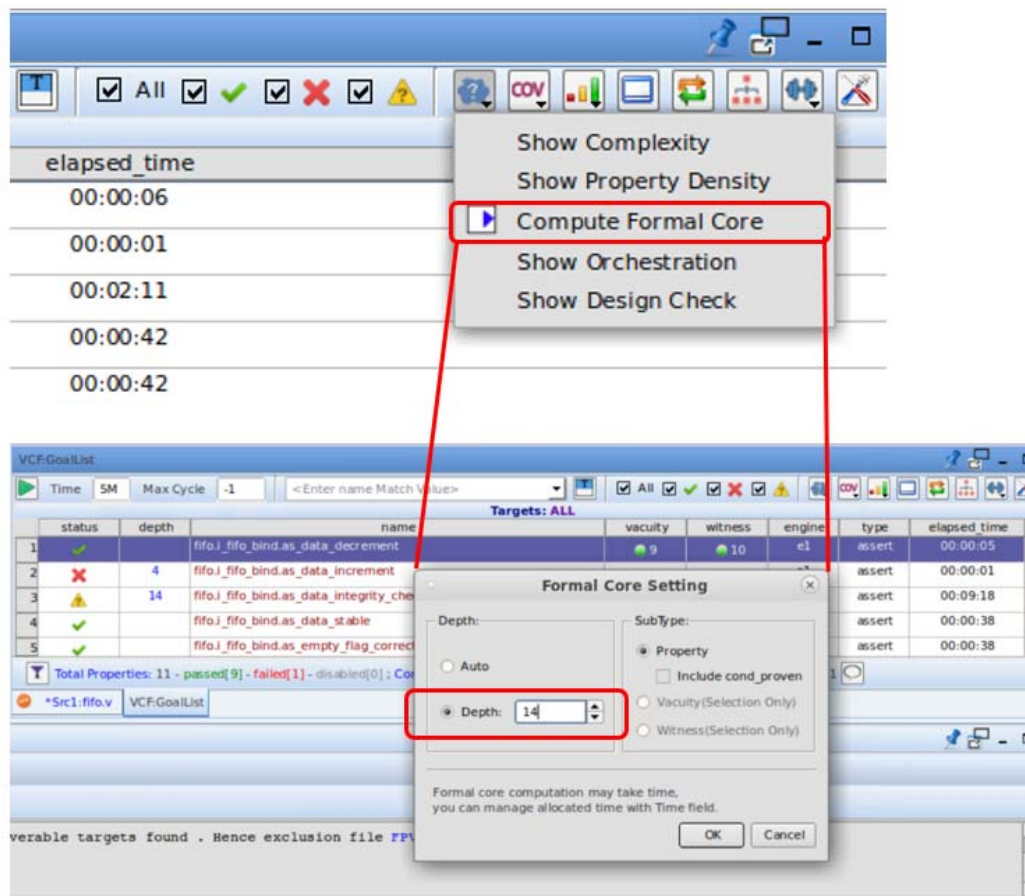 T All
COV
elapsed_time
00:00:06
00:00:01
00:02:11
00:00:42
00:00:42
Show Complexity
Show Property Density
Compute Formal Core
Show Orchestration
Show Design Check
VCF:GoalList
Time 5M Max Cycle -1 <Enter name Match Value> All COV
Targets: ALL
status depth name vacuity witness engine type elapsed_time
1 fifo.i_fifo_bind.as_data_decrement 9 10 e1 assert 00:00:05
2 4 fifo.i_fifo_bind.as_data_increment assert 00:00:01
3 14 fifo.i_fifo_bind.as_data_integrity_che assert 00:09:18
4 fifo.i_fifo_bind.as_data_stable assert 00:00:38
5 fifo.i_fifo_bind.as_empty_flag_correct assert 00:00:38
Total Properties: 11 - passed[9] - failed[1] - disabled[0] ; Co 1
*Src1:fifo.v VCF:GoalList
Formal Core Setting
Depth:
Auto
Depth: 14
SubType:
Property
Include cond_proven
Vacuity(Selection Only)
Witness(Selection Only)
Formal core computation may take time,
you can manage allocated time with Time field.
OK Cancel
verable targets found . Hence exclusion file FPV